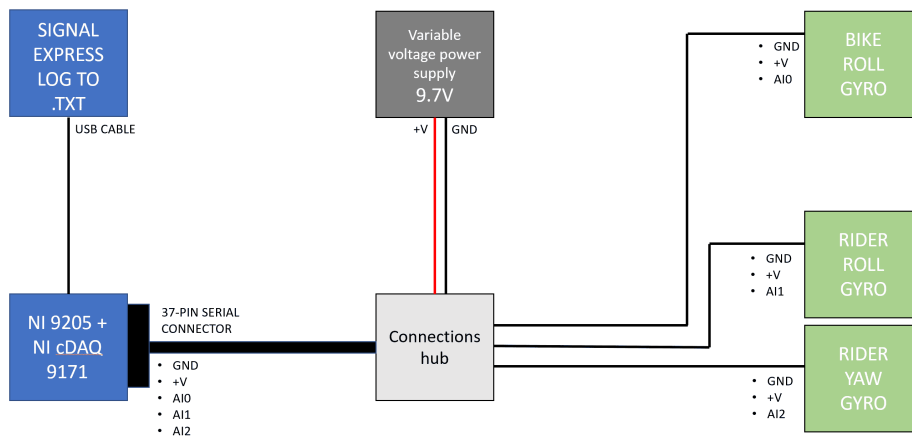 SIGNAL
EXPRESS
LOG TO
.TXT
USB CABLE
Variable
voltage power
supply
9.7V
+V
GND
• GND
• +V
• AI0
BIKE
ROLL
GYRO
• GND
• +V
• AI1
RIDER
ROLL
GYRO
NI 9205 +
NI cDAQ
9171
37-PIN SERIAL
CONNECTOR
• GND
• +V
• AI0
• AI1
• AI2
Connections
hub
• GND
• +V
• AI2
RIDER
YAW
GYRO